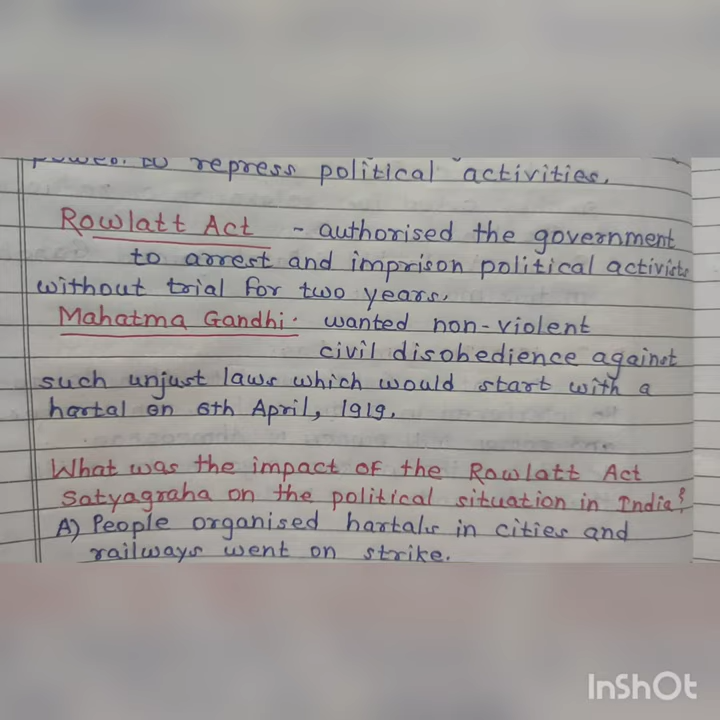 to repress political activities.
Rowlatt Act - authorised the government
to arrest and imprison political activists
without trial for two years.
Mahatma Gandhi: wanted non-violent
civil disobedience against
such unjust laws which would start with a
hartal on 6th April, 1919.
What was the impact of the Rowlatt Act
Satyagraha on the political situation in India?
A) People organised hartals in cities and
railways went on strike.
InShOt